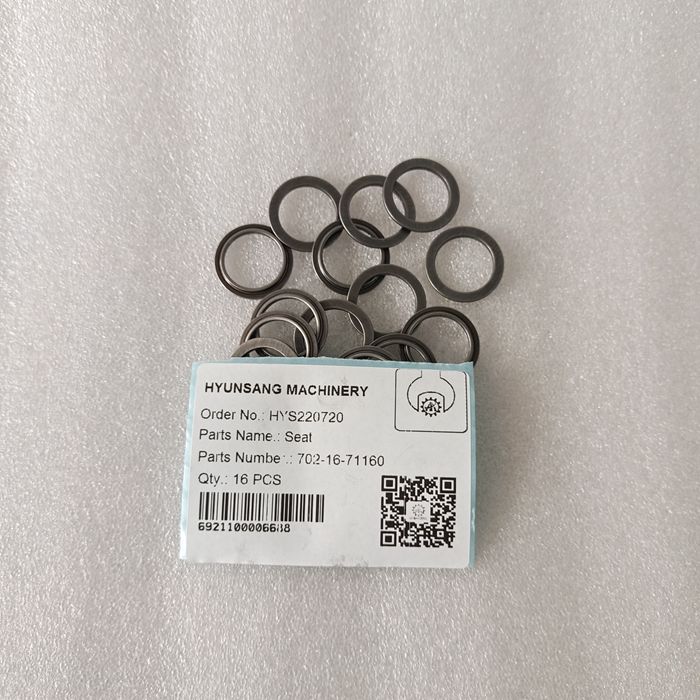 HYUNSANG MACHINERY
Order No.: HYS220720
Parts Name.: Seat
Parts Number.: 702-16-71160
Qty.: 16 PCS
6921100006688